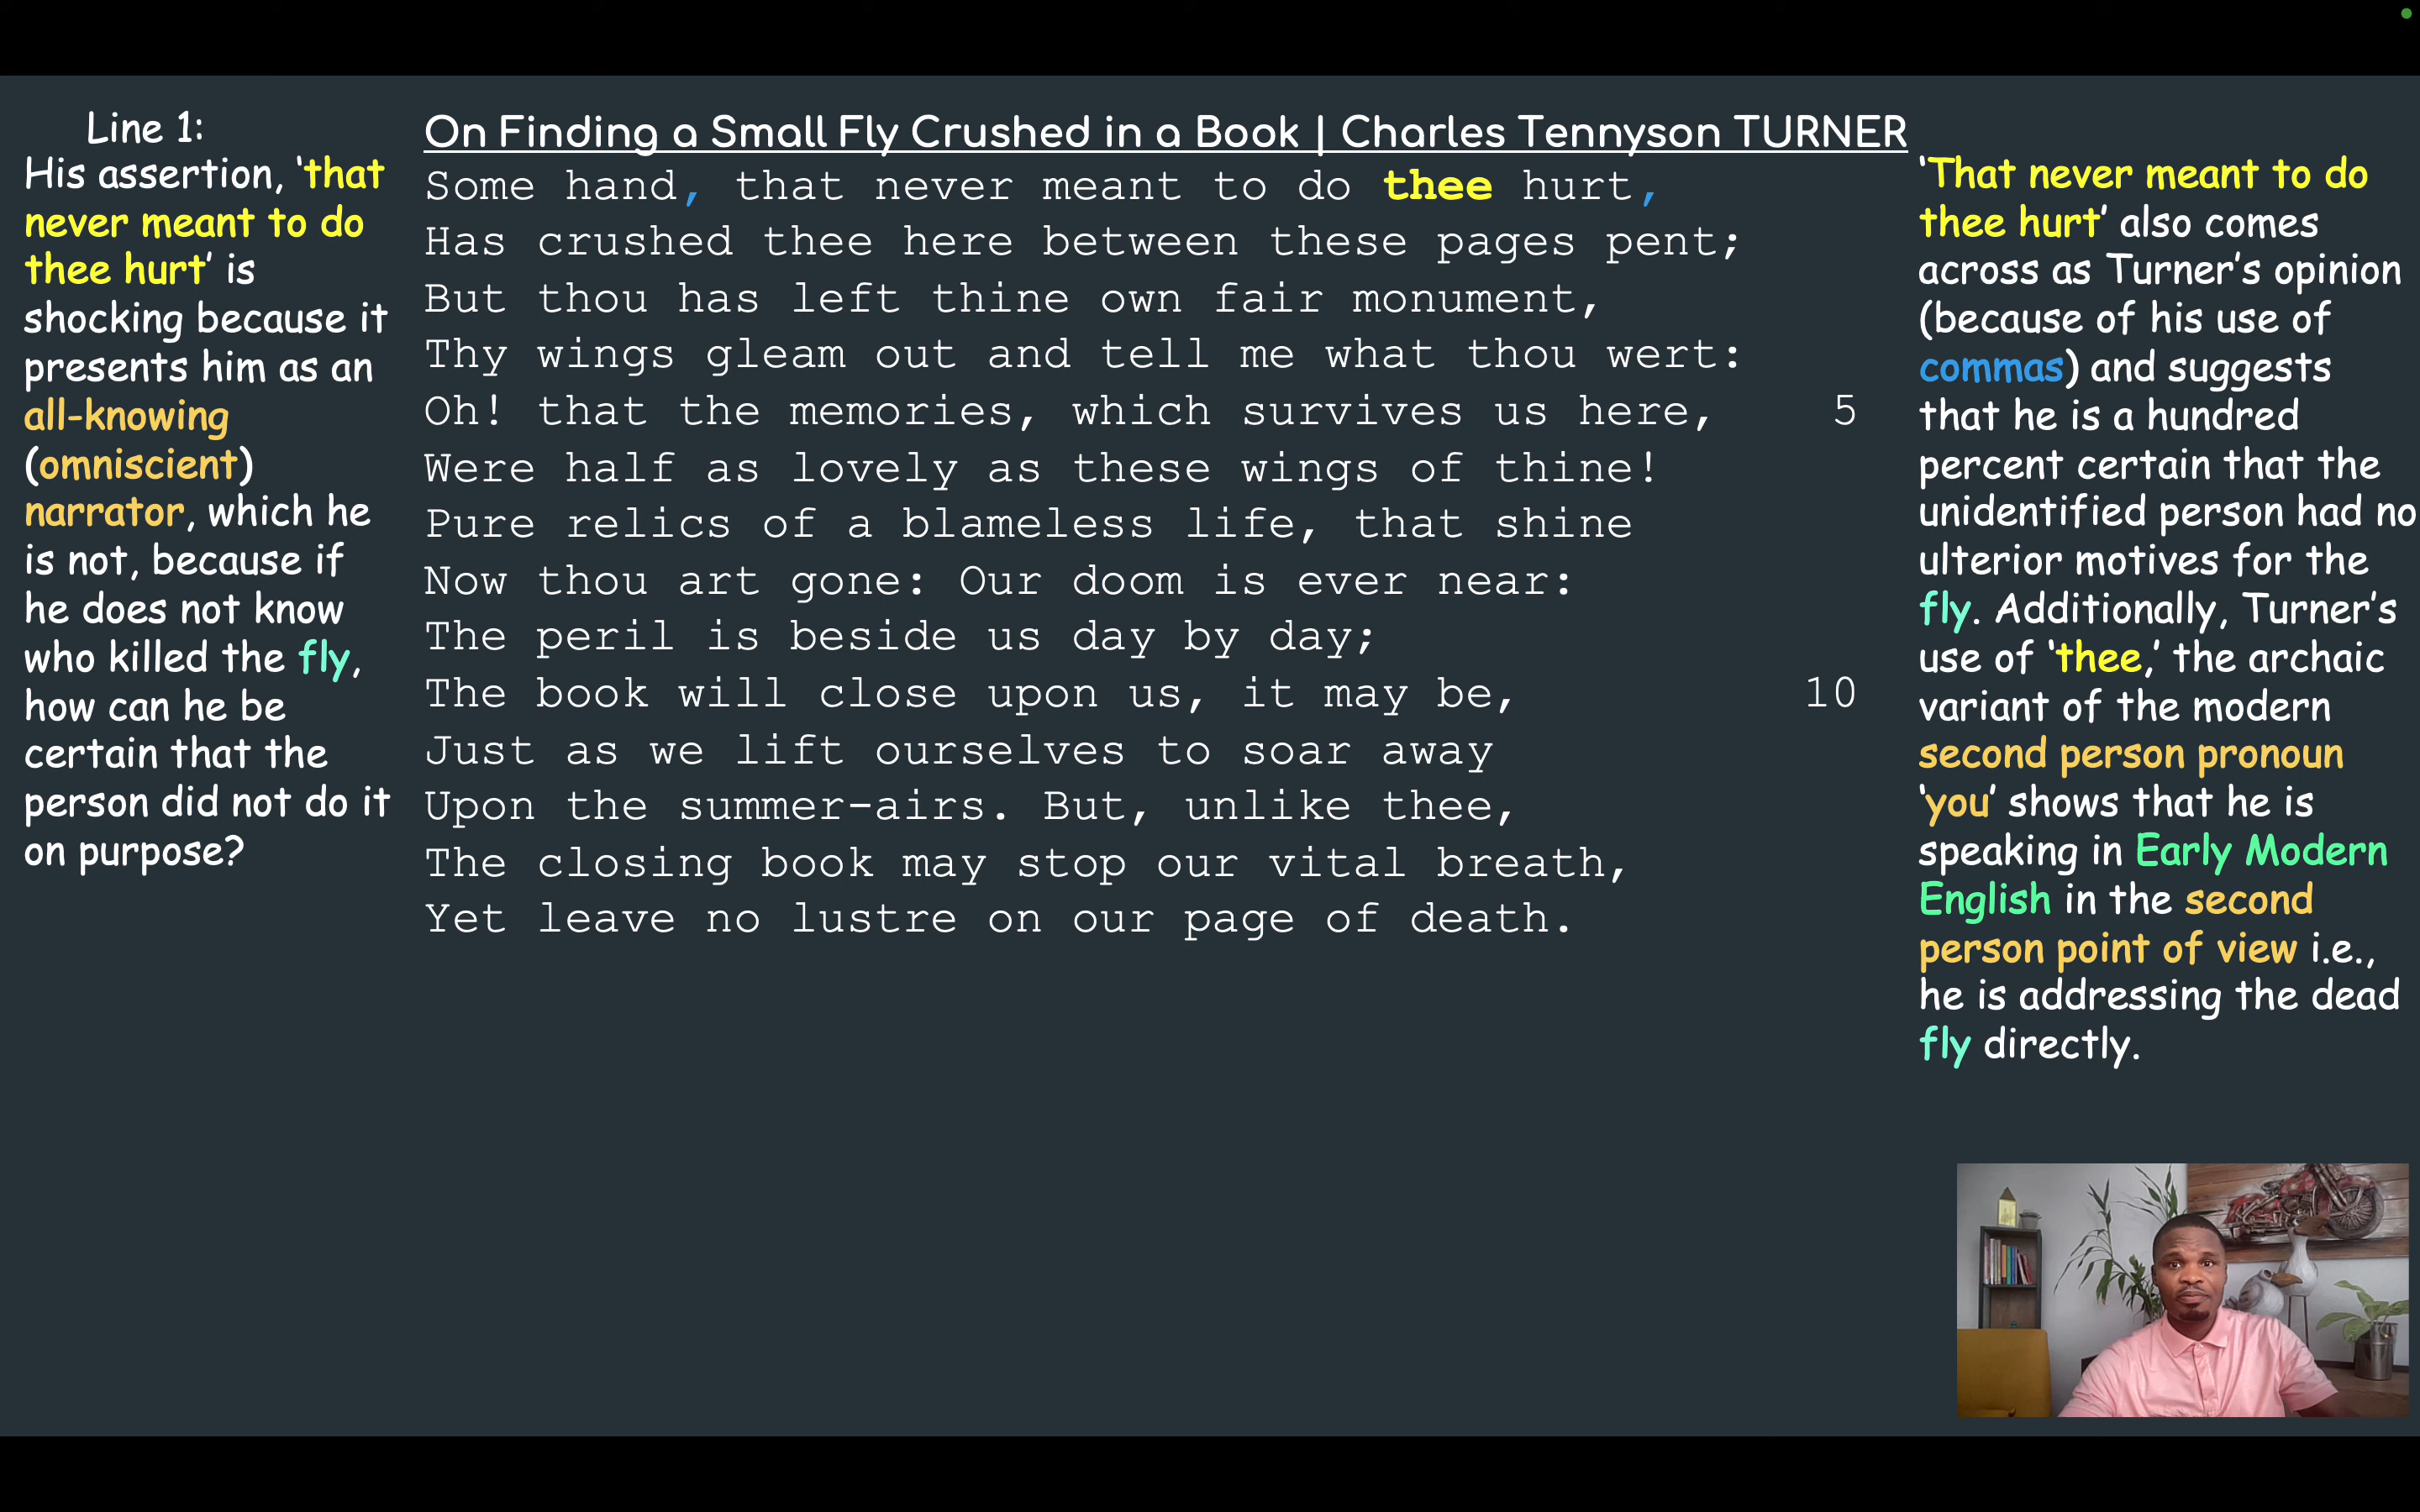 Line 1:
His assertion, ‘that
never meant to do
thee hurt’ is
shocking because it
presents him as an
all-knowing
(omniscient)
narrator, which he
is not, because if
he does not know
who killed the fly,
how can he be
certain that the
person did not do it
on purpose?
On Finding a Small Fly Crushed in a Book | Charles Tennyson TURNER
Some hand, that never meant to do thee hurt,
Has crushed thee here between these pages pent;
But thou has left thine own fair monument,
Thy wings gleam out and tell me what thou wert:
Oh! that the memories, which survives us here, 5
Were half as lovely as these wings of thine!
Pure relics of a blameless life, that shine
Now thou art gone: Our doom is ever near:
The peril is beside us day by day;
The book will close upon us, it may be, 10
Just as we lift ourselves to soar away
Upon the summer-airs. But, unlike thee,
The closing book may stop our vital breath,
Yet leave no lustre on our page of death.
‘That never meant to do
thee hurt’ also comes
across as Turner’s opinion
(because of his use of
commas) and suggests
that he is a hundred
percent certain that the
unidentified person had no
ulterior motives for the
fly. Additionally, Turner’s
use of ‘thee,’ the archaic
variant of the modern
second person pronoun
‘you’ shows that he is
speaking in Early Modern
English in the second
person point of view i.e.,
he is addressing the dead
fly directly.